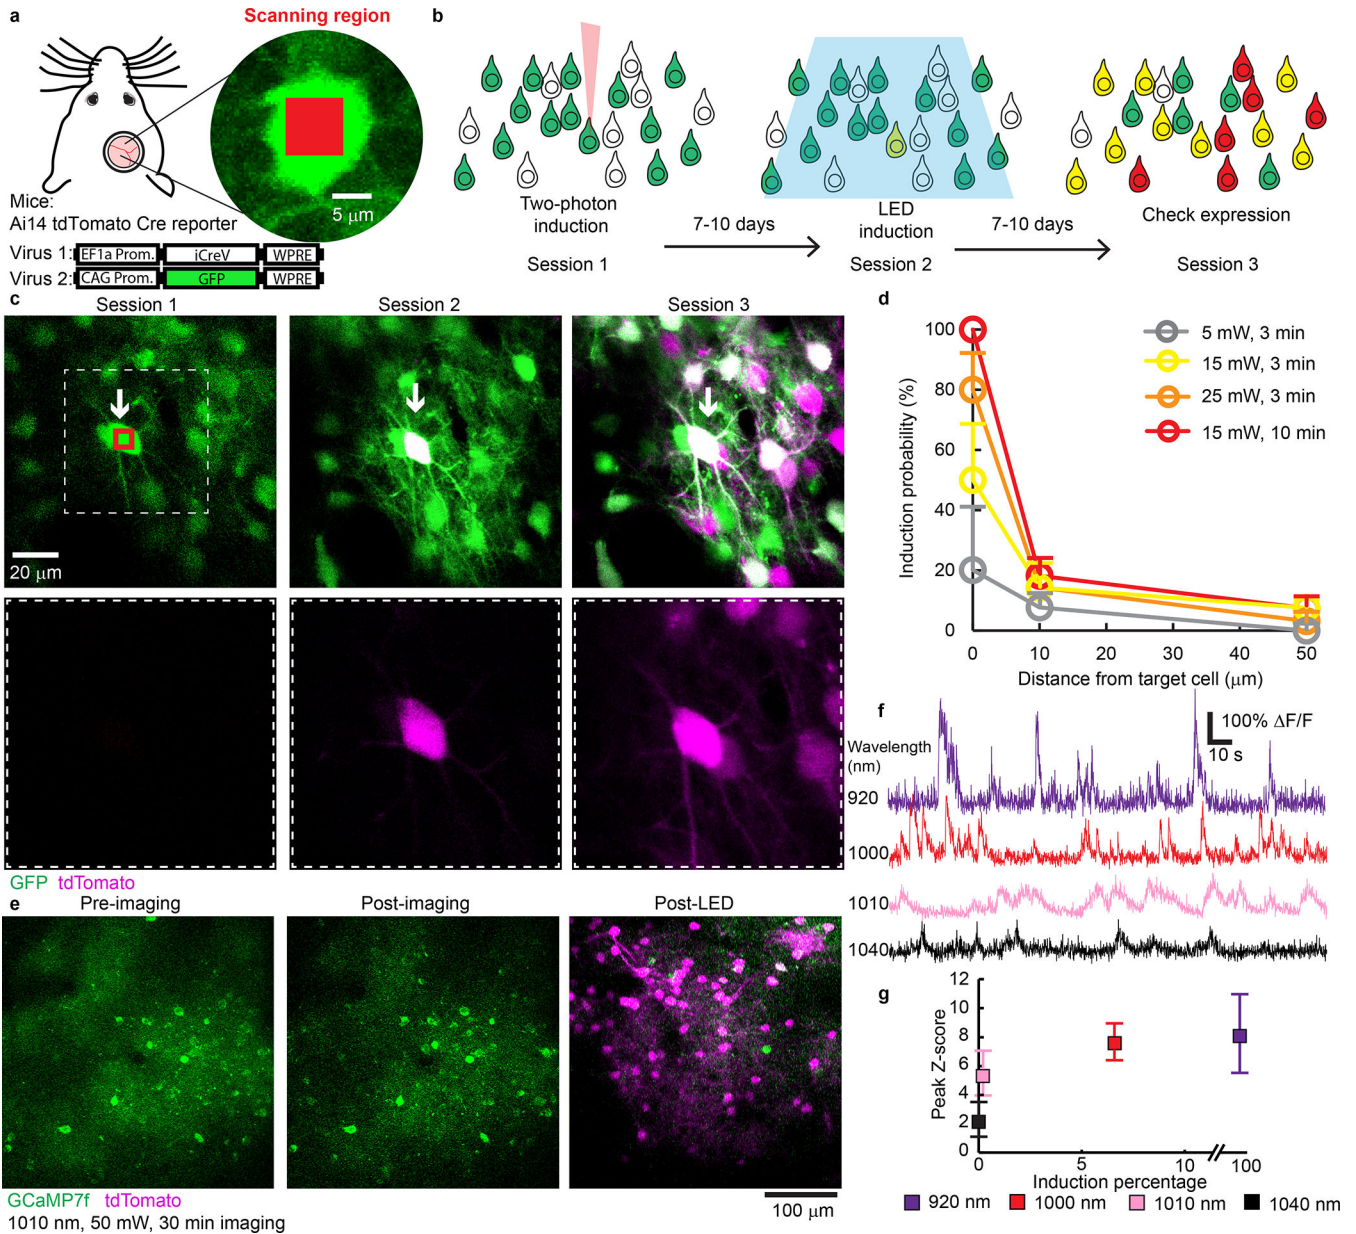 a
Scanning region
5 μm
Mice:
Ai14 tdTomato Cre reporter
Virus 1: EF1a Prom. iCreV WPRE
Virus 2: CAG Prom. GFP WPRE
b
Two-photon
induction
Session 1
7-10 days
LED
induction
Session 2
7-10 days
Check expression
Session 3
c
Session 1
Session 2
Session 3
20 μm
GFP tdTomato
d
Induction probability (%)
100
80
60
40
20
0
0 10 20 30 40 50
Distance from target cell (μm)
5 mW, 3 min
15 mW, 3 min
25 mW, 3 min
15 mW, 10 min
e
Pre-imaging
Post-imaging
Post-LED
GCaMP7f tdTomato
1010 nm, 50 mW, 30 min imaging
100 μm
f
Wavelength
(nm)
920
1000
1010
1040
100% ΔF/F
10 s
g
Peak Z-score
12
10
8
6
4
2
0
0 5 10 100
Induction percentage
920 nm 1000 nm 1010 nm 1040 nm